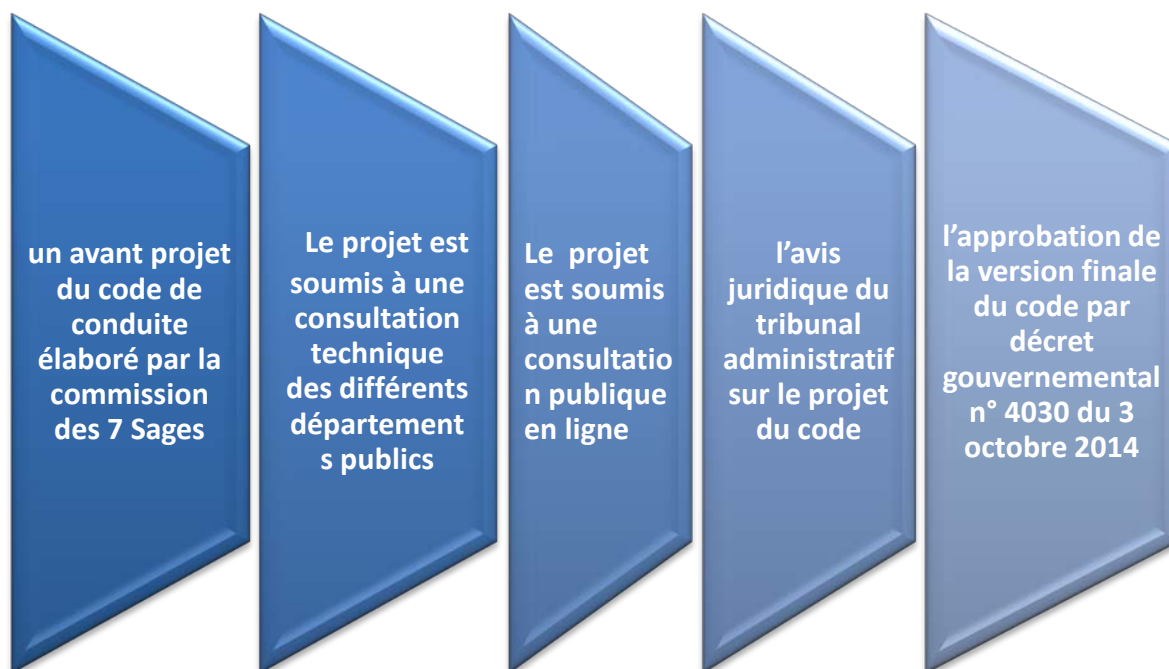 un avant projet
du code de
conduite
élaboré par la
commission
des 7 Sages
Le projet est
soumis à une
consultation
technique
des différents
département
s publics
Le projet
est soumis
à une
consultatio
n publique
en ligne
l’avis
juridique du
tribunal
administratif
sur le projet
du code
l’approbation de
la version finale
du code par
décret
gouvernemental
n° 4030 du 3
octobre 2014